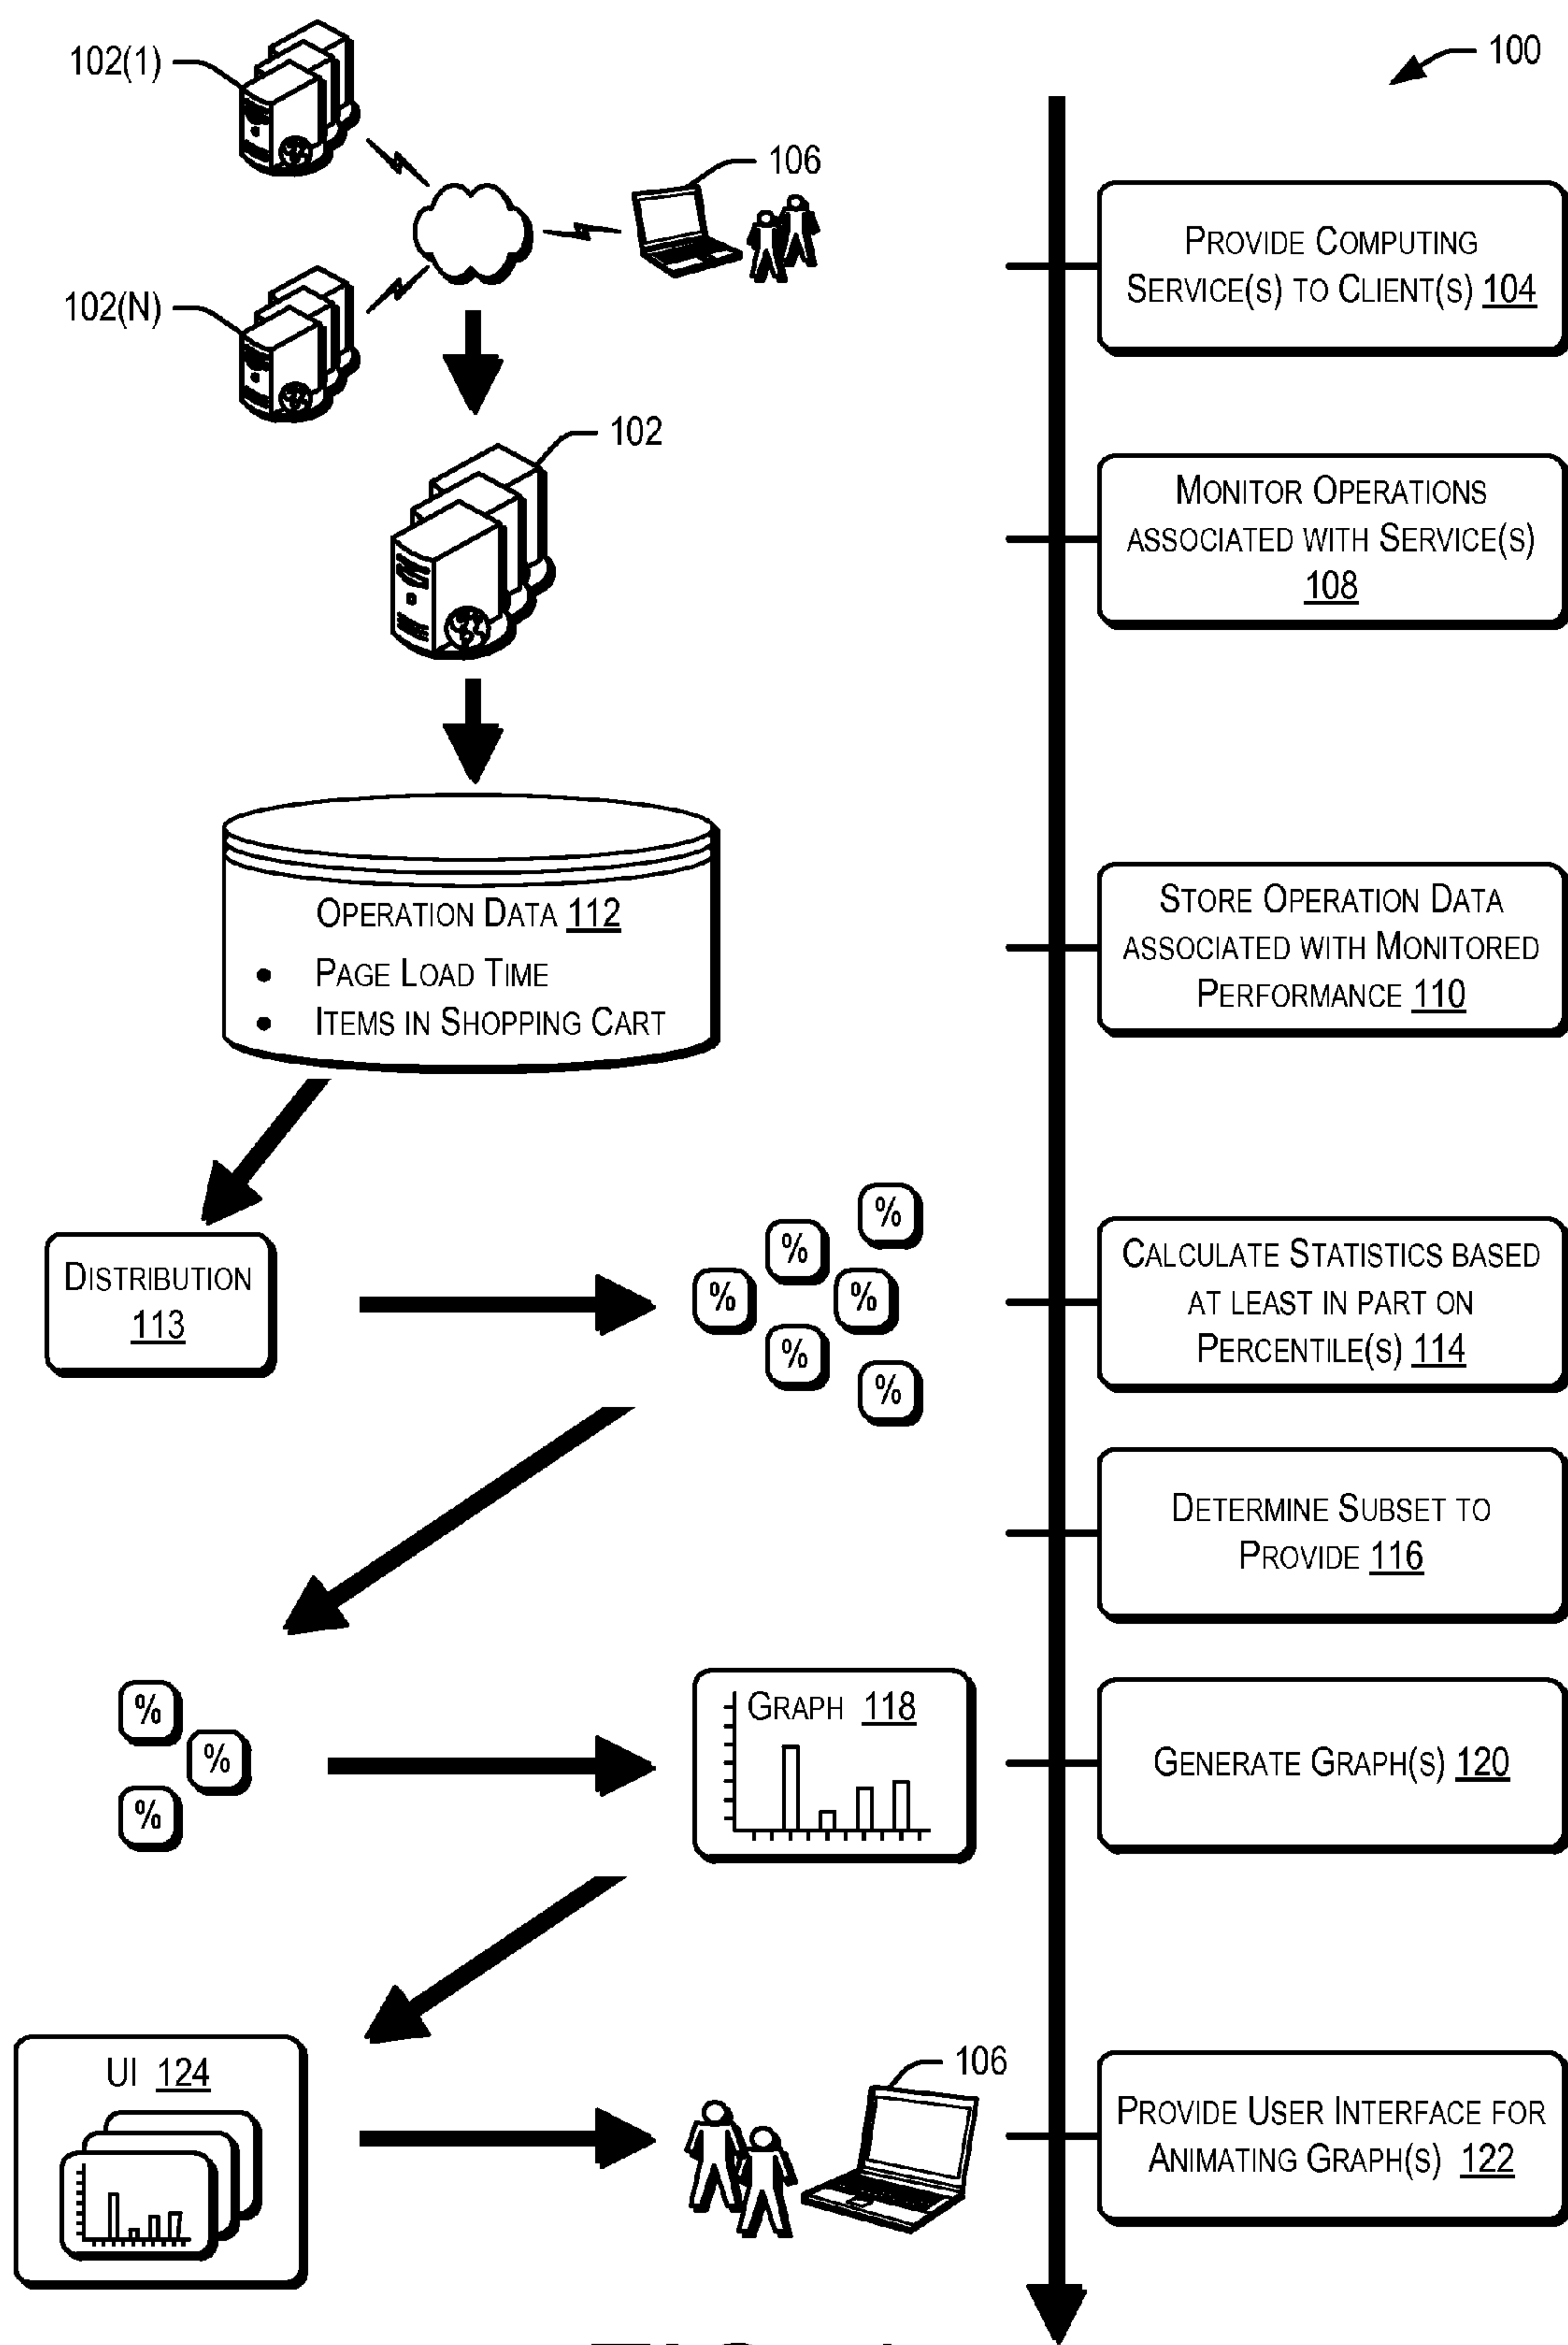 100
102(1)
106
102(N)
PROVIDE COMPUTING
SERVICE(S) TO CLIENT(S) 104
102
MONITOR OPERATIONS
ASSOCIATED WITH SERVICE(S)
108
OPERATION DATA 112
• PAGE LOAD TIME
• ITEMS IN SHOPPING CART
STORE OPERATION DATA
ASSOCIATED WITH MONITORED
PERFORMANCE 110
DISTRIBUTION
113
%
%
%
%
%
%
CALCULATE STATISTICS BASED
AT LEAST IN PART ON
PERCENTILE(S) 114
DETERMINE SUBSET TO
PROVIDE 116
%
%
%
GRAPH 118
GENERATE GRAPH(S) 120
UI 124
106
PROVIDE USER INTERFACE FOR
ANIMATING GRAPH(S) 122